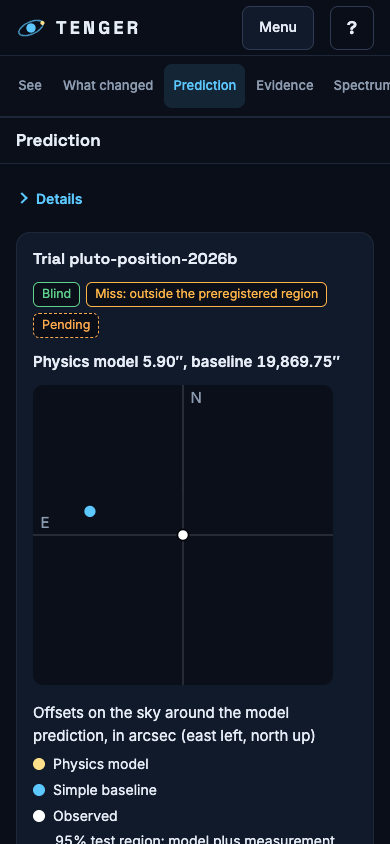 TENGER
Menu
?
See What changed Prediction Evidence Spectrum
Prediction
Details
Trial pluto-position-2026b
Blind
Miss: outside the preregistered region
Pending
Physics model 5.90″, baseline 19,869.75″
N
E
Offsets on the sky around the model
prediction, in arcsec (east left, north up)
Physics model
Simple baseline
Observed
95% test region: model plus measurement